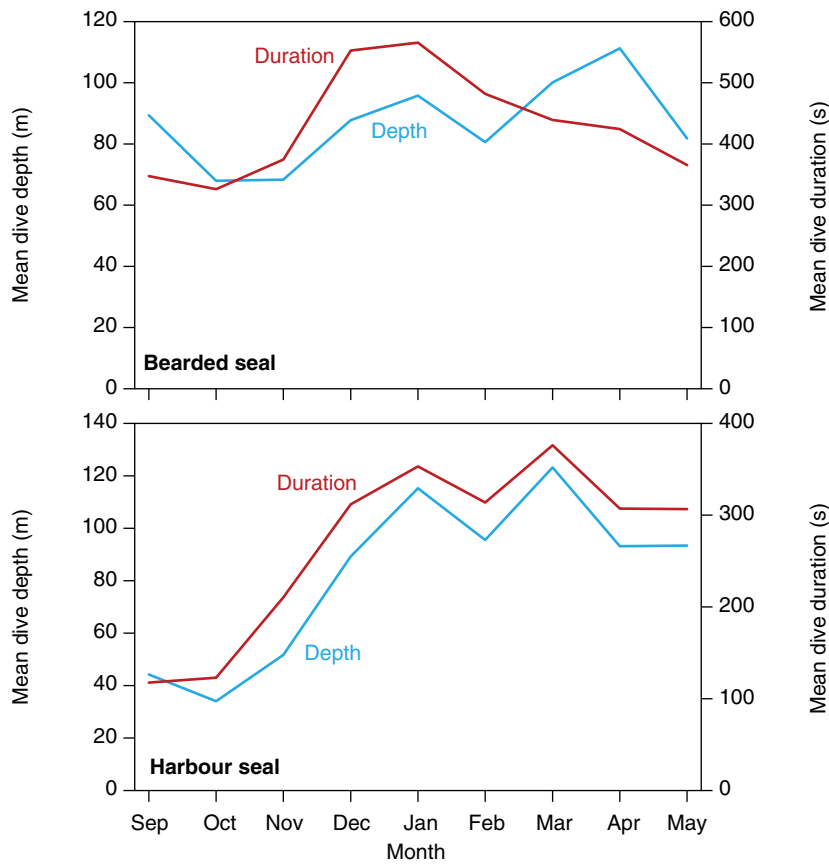 120
100
80
60
40
20
0
Mean dive depth (m)
Duration
Depth
Bearded seal
600
500
400
300
200
100
0
Mean dive duration (s)
140
120
100
80
60
40
20
0
Mean dive depth (m)
Duration
Depth
Harbour seal
400
300
200
100
0
Mean dive duration (s)
Sep Oct Nov Dec Jan Feb Mar Apr May
Month